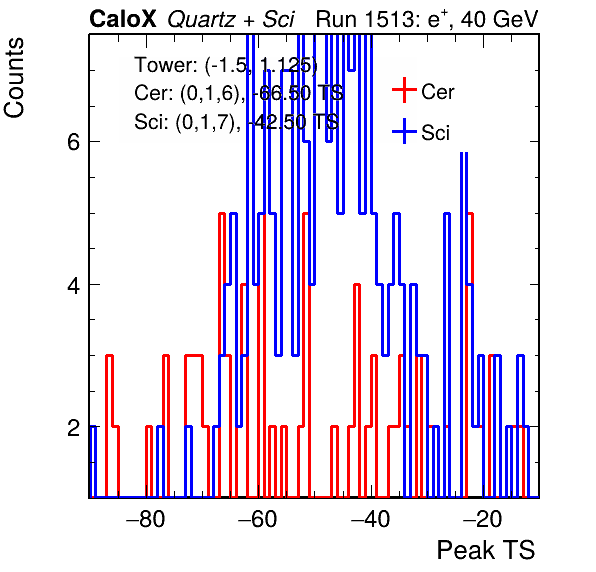 CaloX Quartz + Sci Run 1513: e⁺, 40 GeV
Counts
Tower: (-1.5, 1.125)
Cer: (0,1,6), -66.50 TS
Sci: (0,1,7), -42.50 TS
Cer
Sci
6
4
2
−80 −60 −40 −20
Peak TS